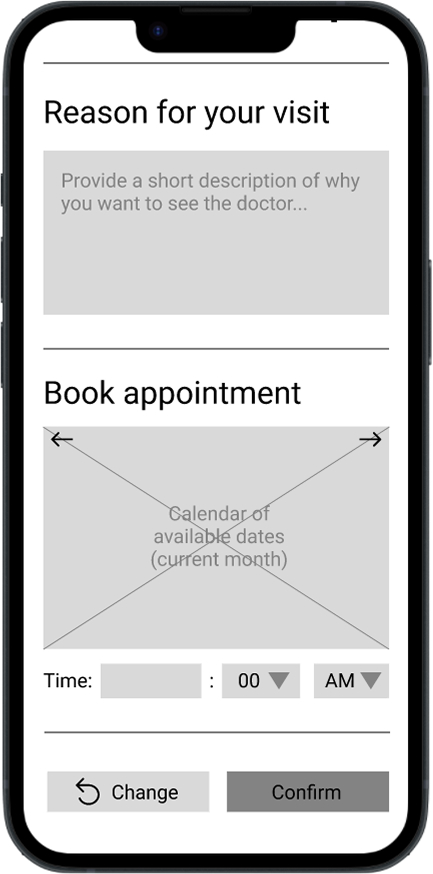 Reason for your visit
Provide a short description of why
you want to see the doctor...
Book appointment
Calendar of
available dates
(current month)
Time: : 00 AM
Change Confirm